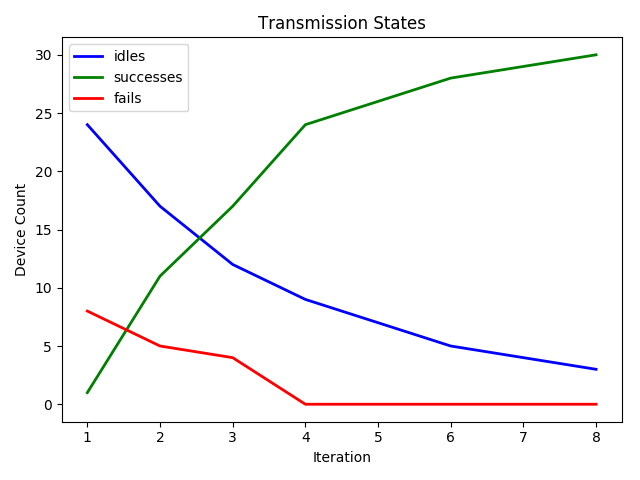 Transmission States
idles
successes
fails
Device Count
30
25
20
15
10
5
0
1 2 3 4 5 6 7 8
Iteration